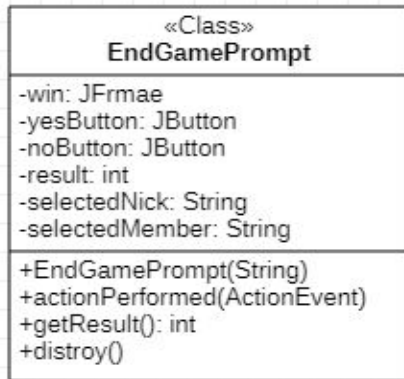 «Class»
EndGamePrompt
-win: JFrmae
-yesButton: JButton
-noButton: JButton
-result: int
-selectedNick: String
-selectedMember: String
+EndGamePrompt(String)
+actionPerformed(ActionEvent)
+getResult(): int
+distroy()